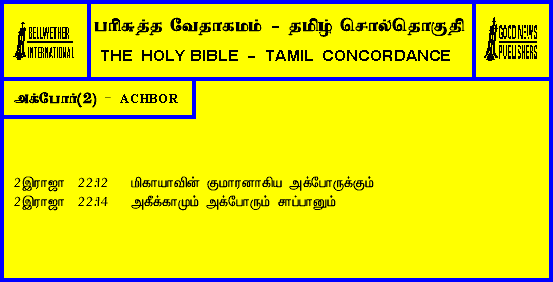 BELLWETHER
INTERNATIONAL
பரிசுத்த வேதாகமம் - தமிழ் சொல்தொகுதி
THE HOLY BIBLE - TAMIL CONCORDANCE
GOOD NEWS
PUBLISHERS
அக்போர்(2) - ACHBOR
2இராஜா 22:12 மிகாயாவின் குமாரனாகிய அக்போருக்கும்
2இராஜா 22:14 அகீக்காமும் அக்போரும் சாப்பானும்